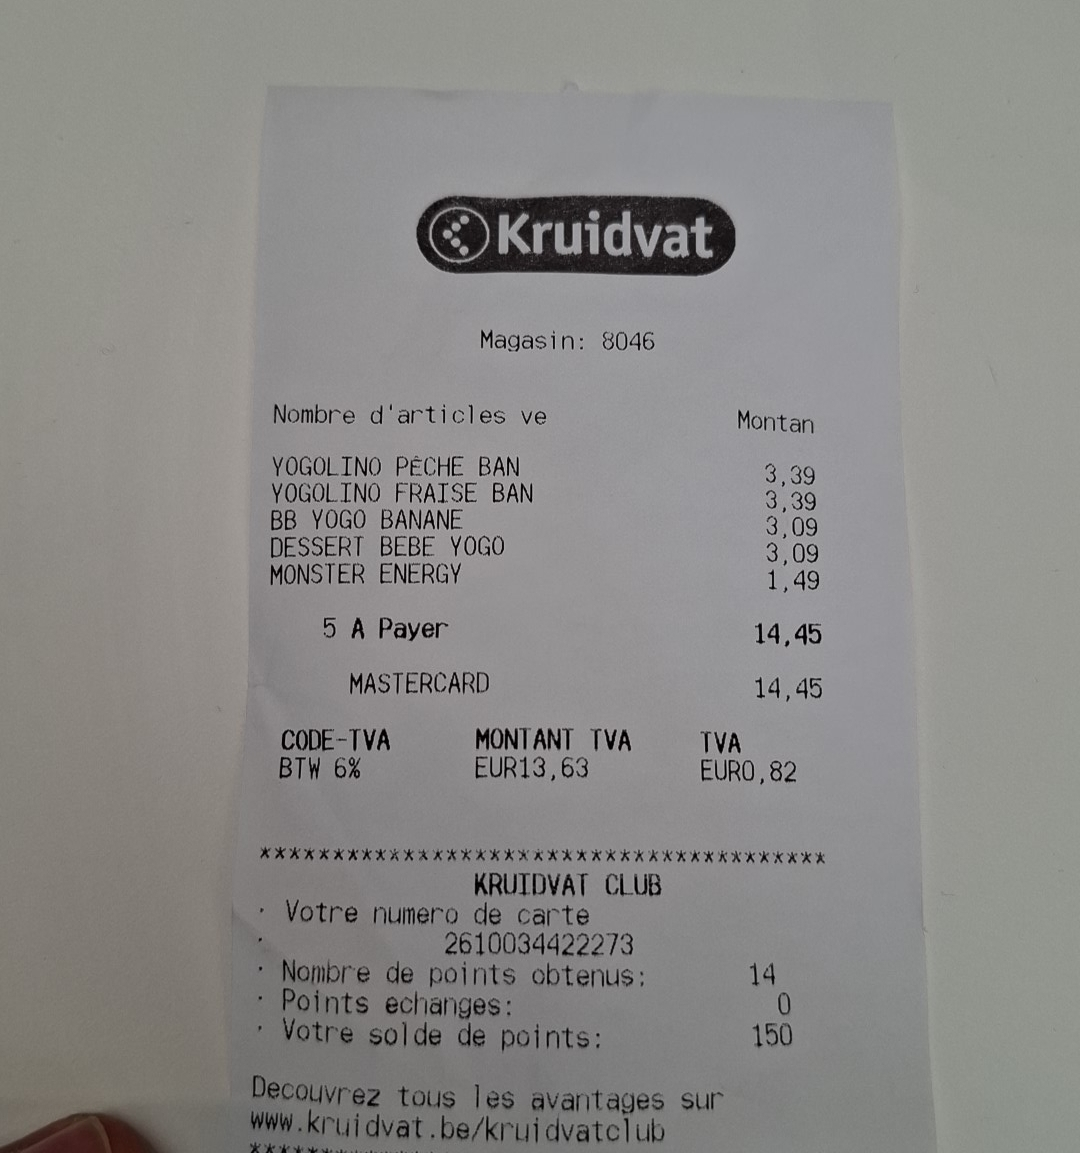 Kruidvat
Magasin: 8046
Nombre d'articles ve Montan
YOGOLINO PÊCHE BAN 3,39
YOGOLINO FRAISE BAN 3,39
BB YOGO BANANE 3,09
DESSERT BEBE YOGO 3,09
MONSTER ENERGY 1,49
5 A Payer 14,45
MASTERCARD 14,45
CODE-TVA MONTANT TVA TVA
BTW 6% EUR13,63 EUR0,82
****************************************
KRUIDVAT CLUB
· Votre numero de carte
· 2610034422273
· Nombre de points obtenus: 14
· Points echanges: 0
· Votre solde de points: 150
Decouvrez tous les avantages sur
www.kruidvat.be/kruidvatclub